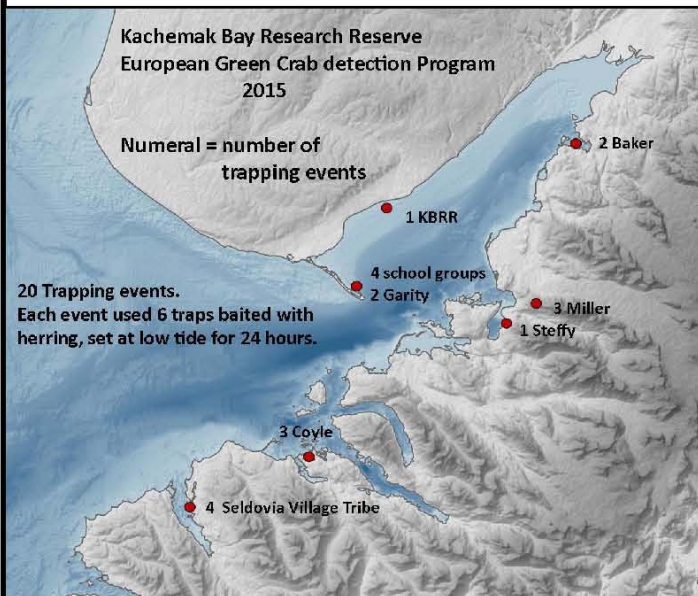 Kachemak Bay Research Reserve
European Green Crab detection Program
2015
Numeral = number of
trapping events
2 Baker
1 KBRR
4 school groups
2 Garity
20 Trapping events.
Each event used 6 traps baited with
herring, set at low tide for 24 hours.
3 Miller
1 Steffy
3 Coyle
4 Seldovia Village Tribe